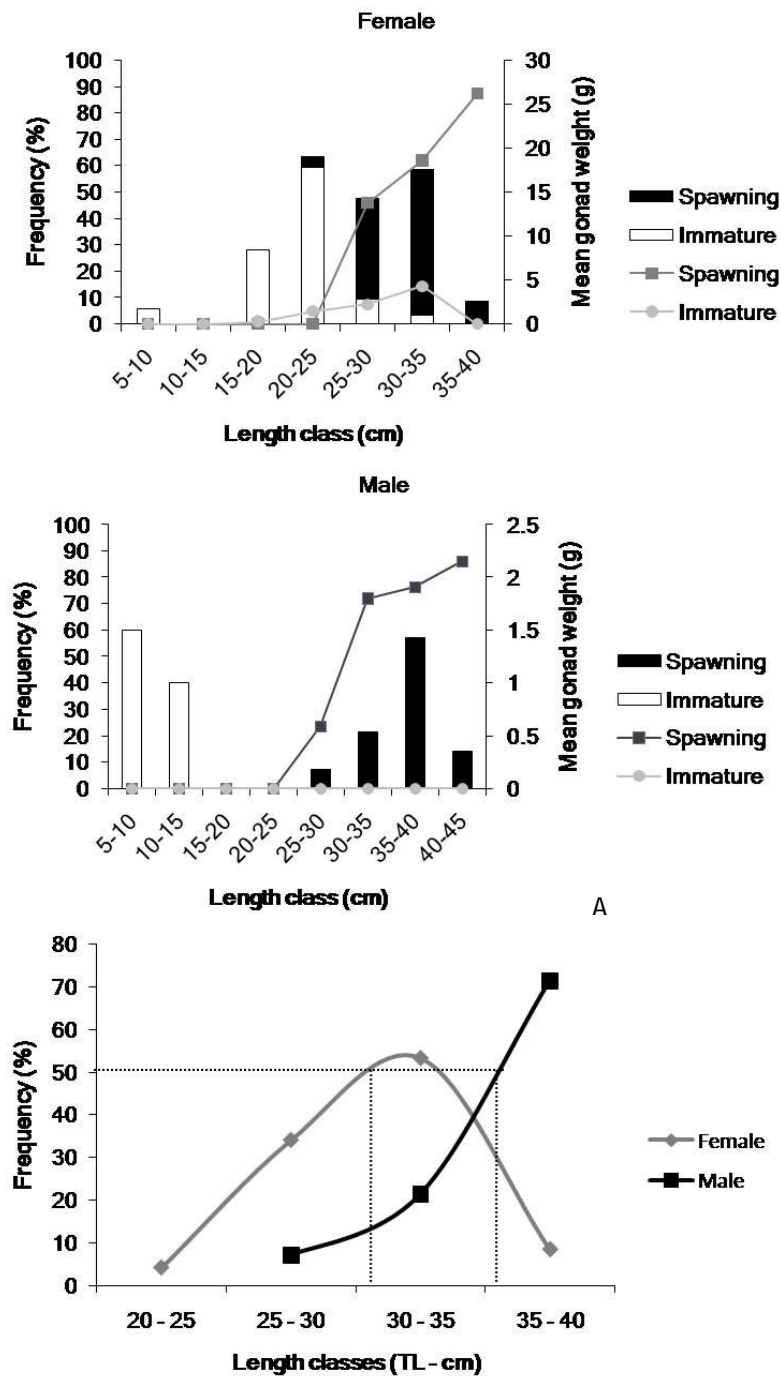 Female
100
90
80
70
60
50
40
30
20
10
0
Frequency (%)
30
25
20
15
10
5
0
Mean gonad weight (g)
5-10
10-15
15-20
20-25
25-30
30-35
35-40
Length class (cm)
Spawning
Immature
Spawning
Immature
Male
100
90
80
70
60
50
40
30
20
10
0
Frequency (%)
2.5
2
1.5
1
0.5
0
Mean gonad weight (g)
5-10
10-15
15-20
20-25
25-30
30-35
35-40
40-45
Length class (cm)
Spawning
Immature
Spawning
Immature
A
80
70
60
50
40
30
20
10
0
Frequency (%)
20 - 25
25 - 30
30 - 35
35 - 40
Length classes (TL - cm)
Female
Male